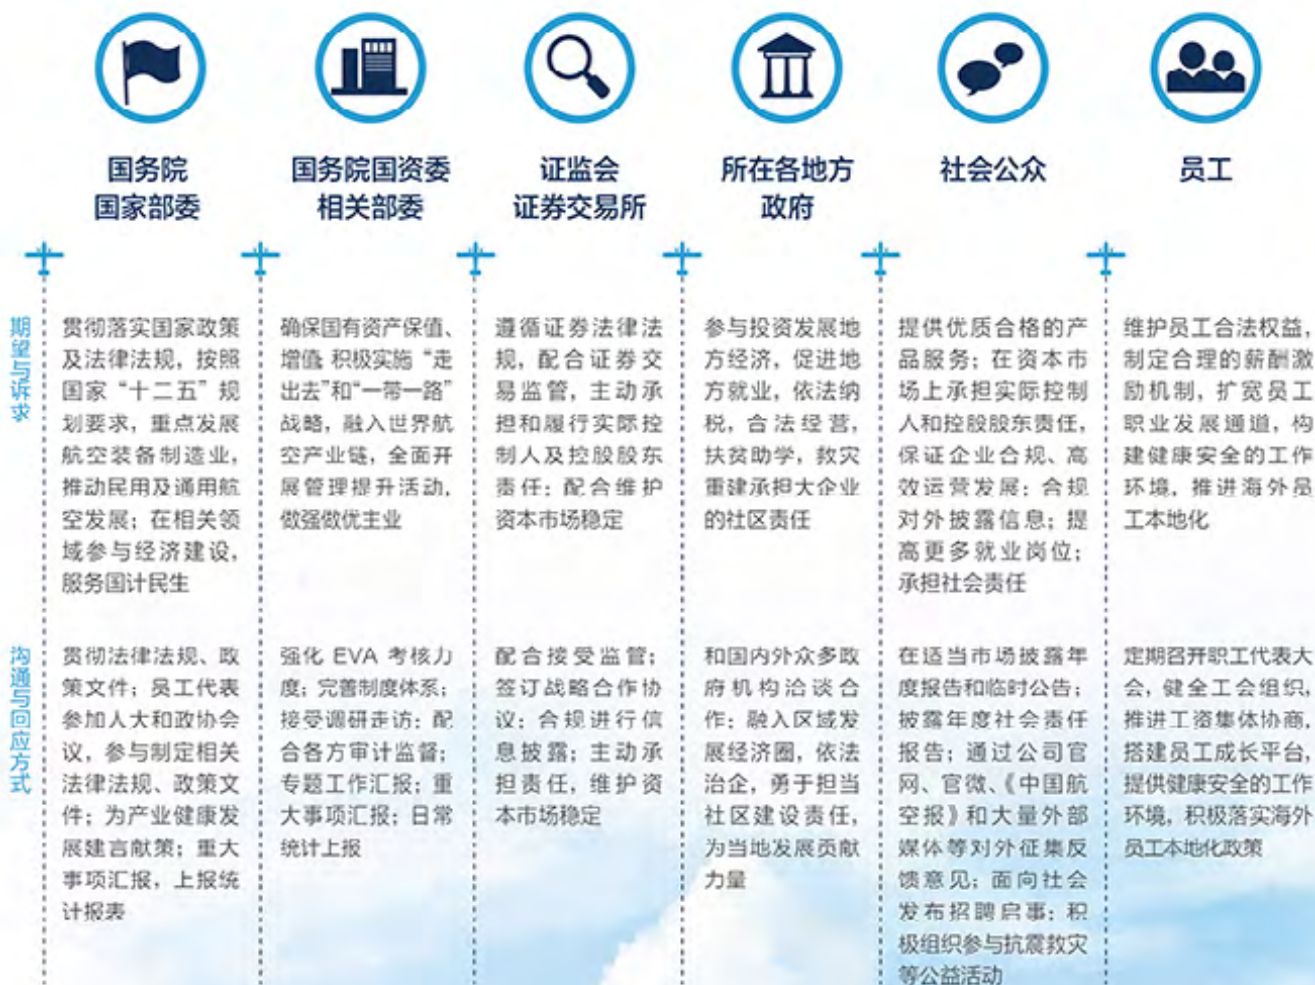 国务院
国家部委
国务院国资委
相关部委
证监会
证券交易所
所在各地方
政府
社会公众
员工
期望与诉求
贯彻落实国家政策
及法律法规，按照
国家“十二五”规
划要求，重点发展
航空装备制造业，
推动民用及通用航
空发展；在相关领
域参与经济建设，
服务国计民生
确保国有资产保值、
增值，积极实施“走
出去”和“一带一路”
战略，融入世界航
空产业链，全面开
展管理提升活动，
做强做优主业
遵循证券法律法
规，配合证券交
易监管，主动承
担和履行实际控
制人及控股股东
责任；配合维护
资本市场稳定
参与投资发展地
方经济，促进地
方就业，依法纳
税，合法经营，
扶贫助学，救灾
重建承担大企业
的社区责任
提供优质合格的产
品服务；在资本市
场上承担实际控制
人和控股股东责任，
保证企业合规、高
效运营发展；合规
对外披露信息；提
高更多就业岗位；
承担社会责任
维护员工合法权益，
制定合理的薪酬激
励机制，扩宽员工
职业发展通道，构
建健康安全的工作
环境，推进海外员
工本地化
沟通与回应方式
贯彻法律法规、政
策文件；员工代表
参加人大和政协会
议，参与制定相关
法律法规、政策文
件；为产业健康发
展建言献策；重大
事项汇报，上报统
计报表
强化 EVA 考核力
度；完善制度体系；
接受调研走访；配
合各方审计监督；
专题工作汇报；重
大事项汇报；日常
统计上报
配合接受监管；
签订战略合作协
议；合规进行信
息披露；主动承
担责任，维护资
本市场稳定
和国内外众多政
府机构洽谈合
作；融入区域发
展经济圈，依法
治企，勇于担当
社区建设责任，
为当地发展贡献
力量
在适当市场披露年
度报告和临时公告；
披露年度社会责任
报告；通过公司官
网、官微、《中国航
空报》和大量外部
媒体等对外征集反
馈意见；面向社会
发布招聘启事；积
极组织参与抗震救灾
等公益活动
定期召开职工代表大
会，健全工会组织，
推进工资集体协商，
搭建员工成长平台，
提供健康安全的工作
环境，积极落实海外
员工本地化政策